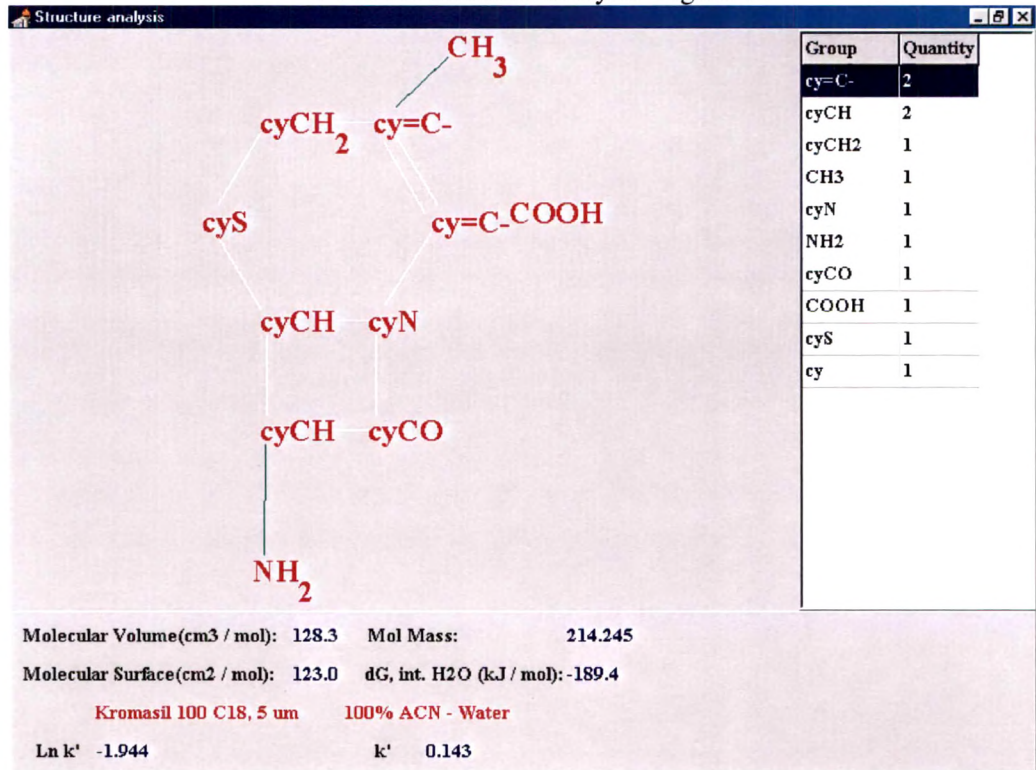 Structure analysis
CH3
cyCH2 cy=C-
cyS cy=C-COOH
cyCH cyN
cyCH cyCO
NH2
Group Quantity
cy=C- 2
cyCH 2
cyCH2 1
CH3 1
cyN 1
NH2 1
cyCO 1
COOH 1
cyS 1
cy 1
Molecular Volume(cm3 / mol): 128.3 Mol Mass: 214.245
Molecular Surface(cm2 / mol): 123.0 dG, int. H2O (kJ / mol): -189.4
Kromasil 100 C18, 5 um 100% ACN - Water
Ln k' -1.944 k' 0.143